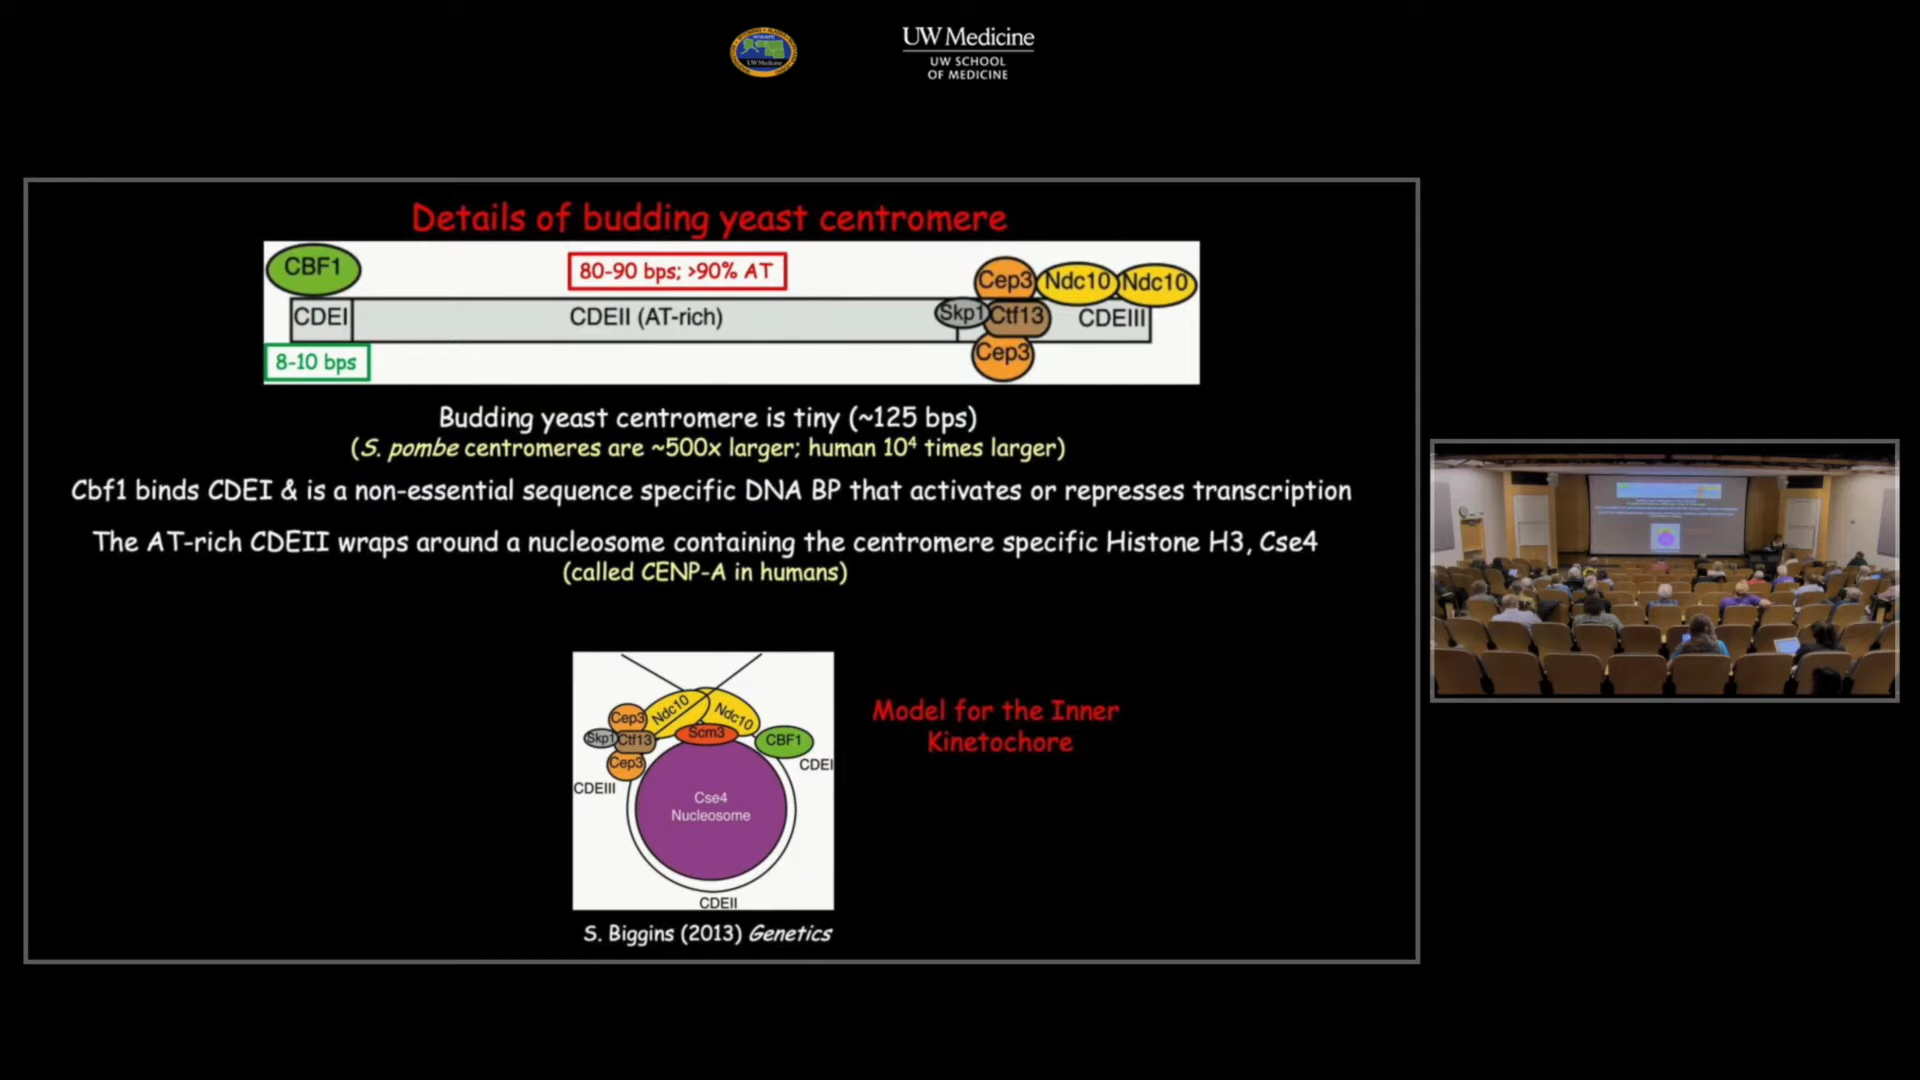 UW Medicine
UW SCHOOL
OF MEDICINE
Details of budding yeast centromere
CBF1
80-90 bps; >90% AT
Cep3
Ndc10
Ndc10
CDEI
CDEII (AT-rich)
Skp1
Ctf13
CDEIII
Cep3
8-10 bps
Budding yeast centromere is tiny (~125 bps)
(S. pombe centromeres are ~500x larger; human 10⁴ times larger)
Cbf1 binds CDEI & is a non-essential sequence specific DNA BP that activates or represses transcription
The AT-rich CDEII wraps around a nucleosome containing the centromere specific Histone H3, Cse4
(called CENP-A in humans)
Cep3
Ndc10
Ndc10
Skp1
Ctf13
Scm3
CBF1
Cep3
CDEI
CDEIII
Cse4
Nucleosome
CDEII
Model for the Inner
Kinetochore
S. Biggins (2013) Genetics